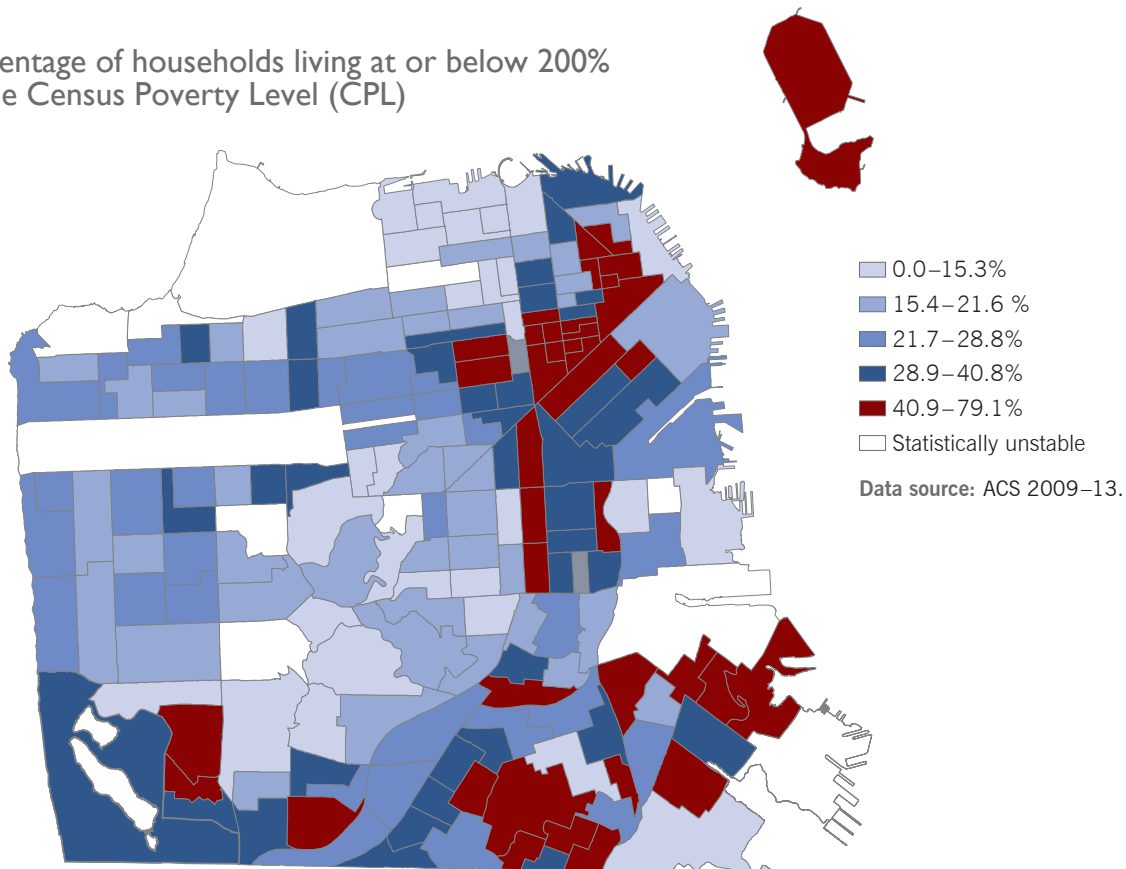 entage of households living at or below 200%
e Census Poverty Level (CPL)
0.0–15.3%
15.4–21.6 %
21.7–28.8%
28.9–40.8%
40.9–79.1%
Statistically unstable
Data source: ACS 2009–13.